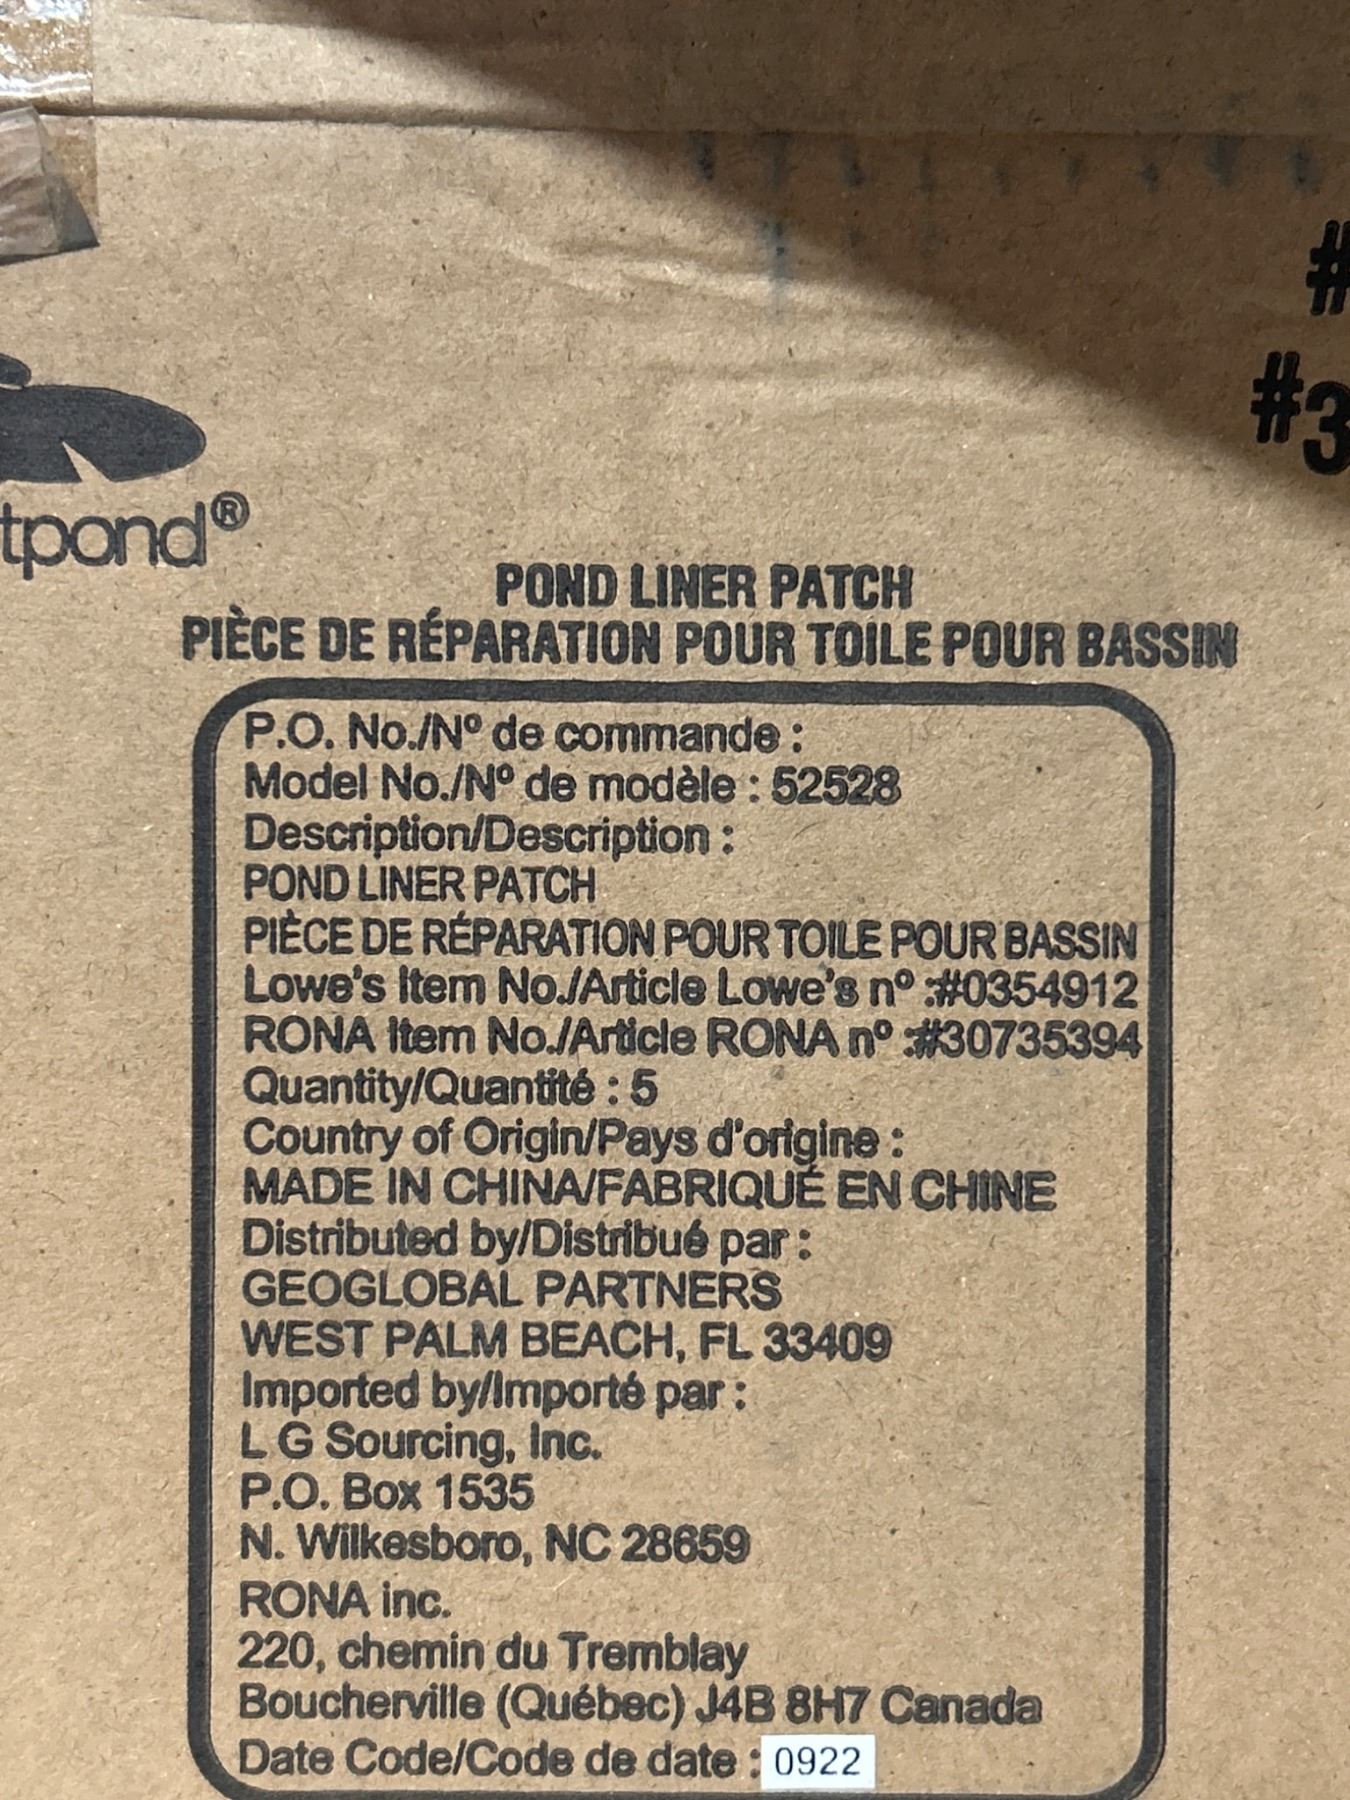 #
#3
tpond®
POND LINER PATCH
PIÈCE DE RÉPARATION POUR TOILE POUR BASSIN
P.O. No./Nº de commande :
Model No./Nº de modèle : 52528
Description/Description :
POND LINER PATCH
PIÈCE DE RÉPARATION POUR TOILE POUR BASSIN
Lowe's Item No./Article Lowe's nº :#0354912
RONA Item No./Article RONA nº :#30735394
Quantity/Quantité : 5
Country of Origin/Pays d'origine :
MADE IN CHINA/FABRIQUÉ EN CHINE
Distributed by/Distribué par :
GEOGLOBAL PARTNERS
WEST PALM BEACH, FL 33409
Imported by/Importé par :
L G Sourcing, Inc.
P.O. Box 1535
N. Wilkesboro, NC 28659
RONA inc.
220, chemin du Tremblay
Boucherville (Québec) J4B 8H7 Canada
Date Code/Code de date : 0922